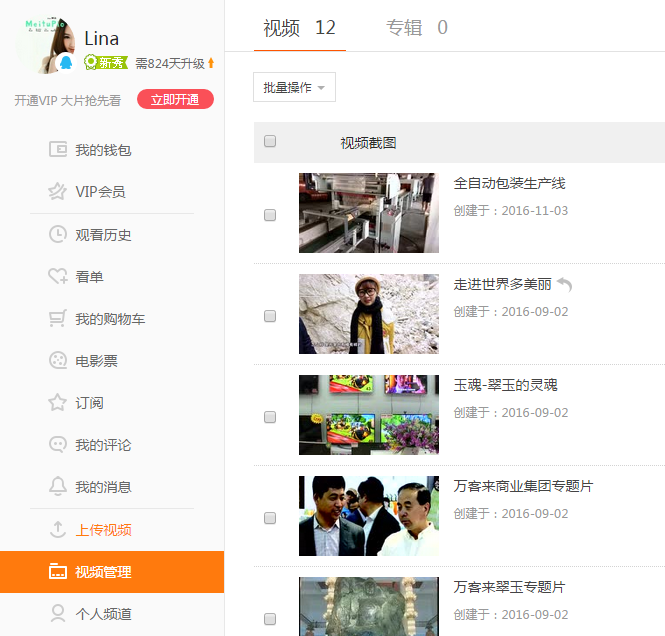 MeituPic
Lina
新秀 需824天升级
开通VIP 大片抢先看 立即开通
我的钱包
VIP会员
观看历史
看单
我的购物车
电影票
订阅
我的评论
我的消息
上传视频
视频管理
个人频道
视频 12 专辑 0
批量操作
视频截图
全自动包装生产线
创建于：2016-11-03
走进世界多美丽
创建于：2016-09-02
玉魂-翠玉的灵魂
创建于：2016-09-02
万客来商业集团专题片
创建于：2016-09-02
万客来翠玉专题片
创建于：2016-09-02